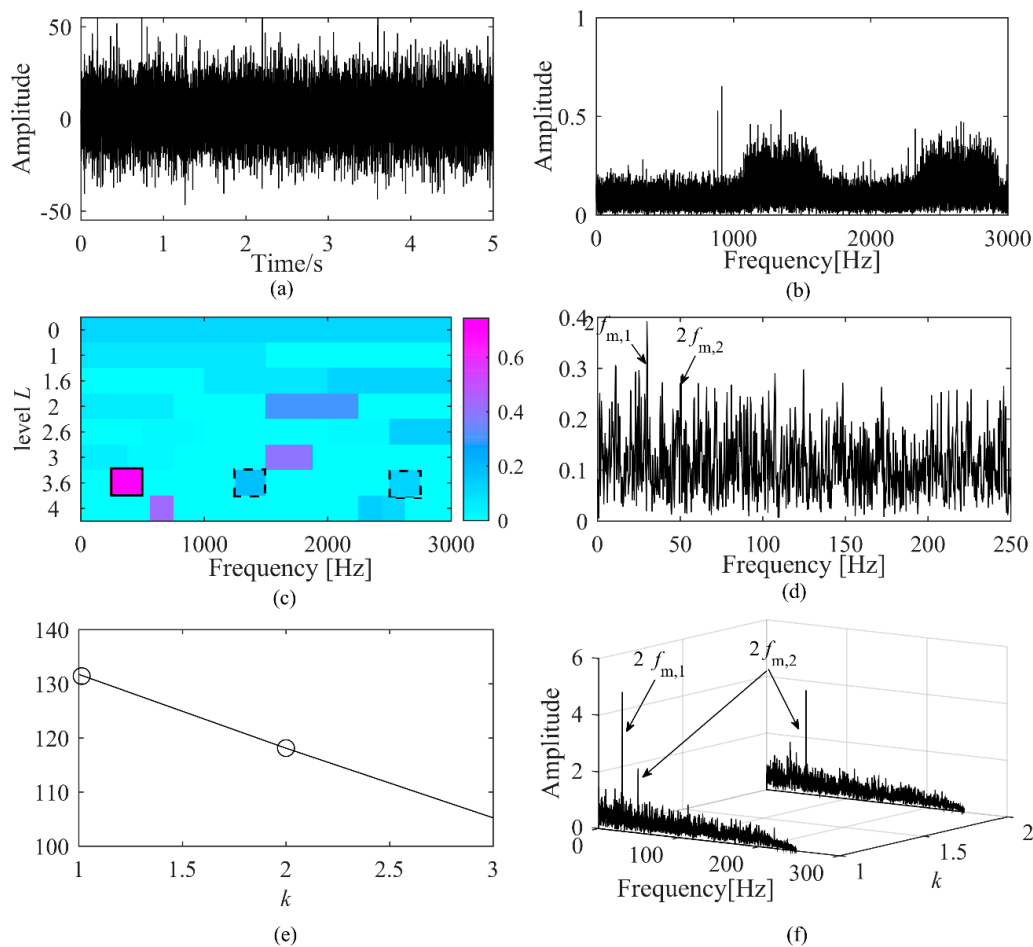 50
0
-50
Amplitude
0 1 2 3 4 5
Time/s
(a)
1
0.5
0
Amplitude
0 1000 2000 3000
Frequency[Hz]
(b)
0
1
1.6
2
2.6
3
3.6
4
level L
0 1000 2000 3000
Frequency [Hz]
0.6
0.4
0.2
0
(c)
0.4
0.3
0.2
0.1
0
2 f m,1
2 f m,2
0 50 100 150 200 250
Frequency [Hz]
(d)
140
130
120
110
100
1 1.5 2 2.5 3
k
(e)
6
4
2
0
Amplitude
2 f m,1
2 f m,2
0 100 200 300
Frequency[Hz]
1 1.5 2
k
(f)